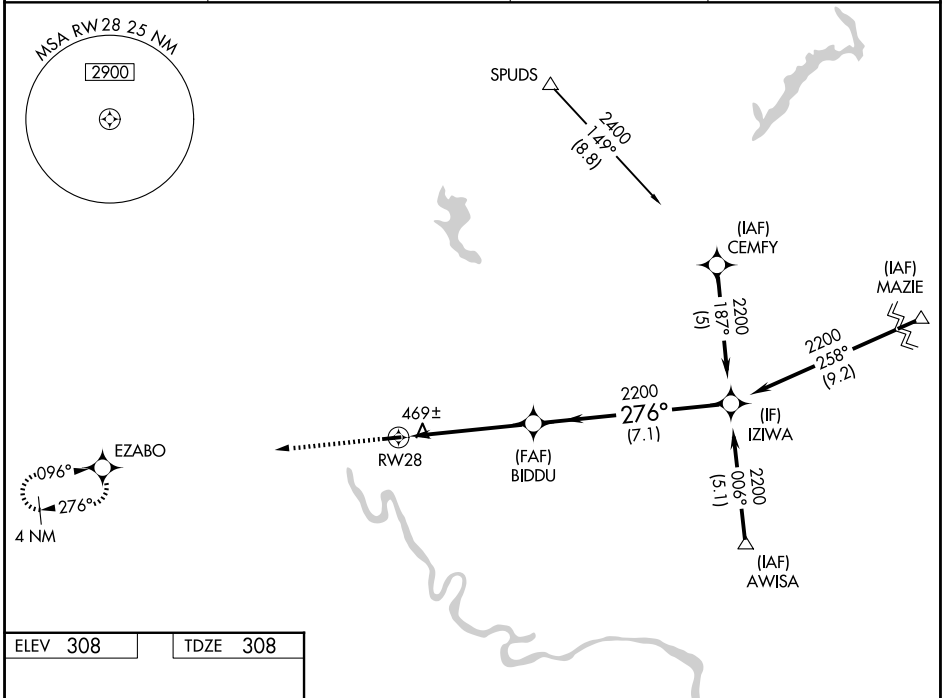 MSA RW28 25 NM
2900
SPUDS
2400
149°
(8.8)
(IAF)
CEMFY
(IAF)
MAZIE
2200
187°
(5)
2200
258°
(9.2)
2200
276°
(7.1)
(IF)
IZIWA
469±
RW28
(FAF)
BIDDU
EZABO
096°
276°
4 NM
2200
006°
(5.1)
(IAF)
AWISA
ELEV 308
TDZE 308